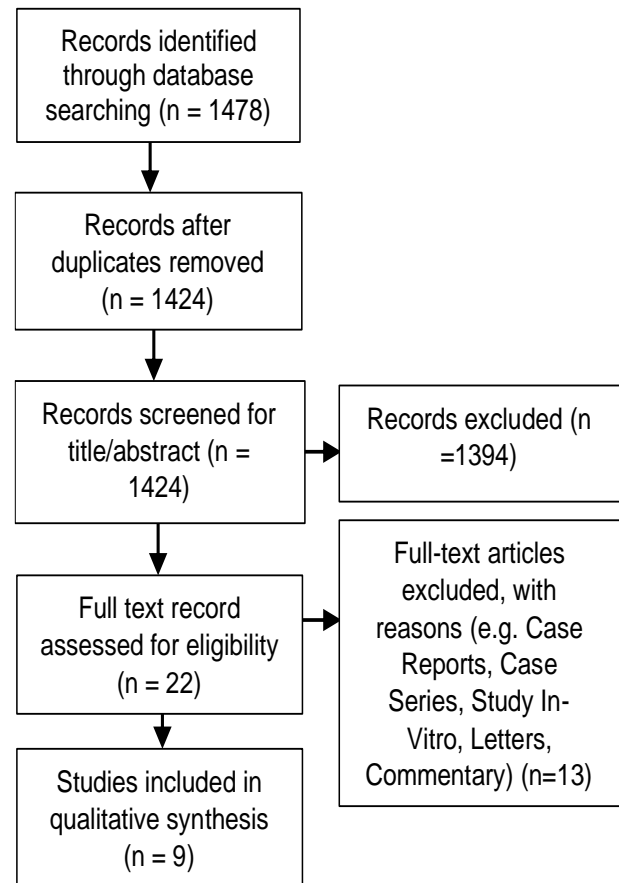 Records identified
through database
searching (n = 1478)
Records after
duplicates removed
(n = 1424)
Records screened for
title/abstract (n =
1424)
Records excluded (n
=1394)
Full text record
assessed for eligibility
(n = 22)
Full-text articles
excluded, with
reasons (e.g. Case
Reports, Case
Series, Study In-
Vitro, Letters,
Commentary) (n=13)
Studies included in
qualitative synthesis
(n = 9)